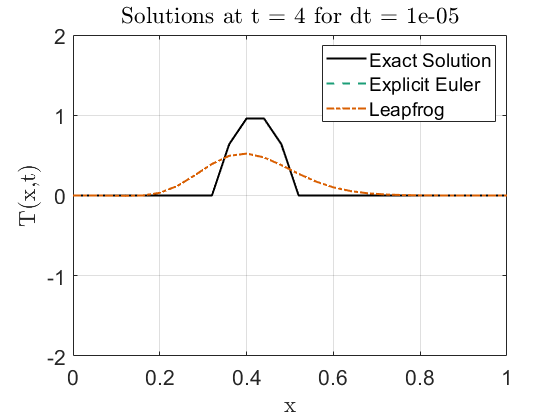 Solutions at t = 4 for dt = 1e-05
Exact Solution
Explicit Euler
Leapfrog
T(x,t)
2
1
0
-1
-2
0
0.2
0.4
0.6
0.8
1
x